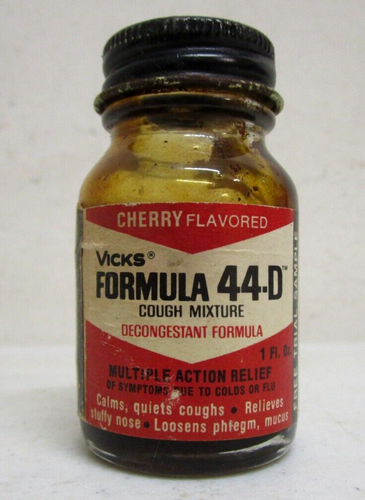 CHERRY FLAVORED
VICKS®
FORMULA 44-D™
COUGH MIXTURE
DECONGESTANT FORMULA
1 Fl. Oz.
MULTIPLE ACTION RELIEF
OF SYMPTOMS DUE TO COLDS OR FLU
Calms, quiets coughs • Relieves
stuffy nose • Loosens phlegm, mucus
FREE TRIAL SAMPLE